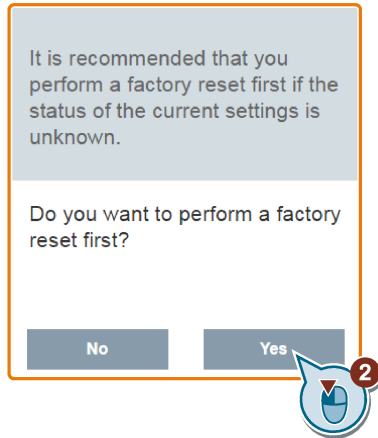 It is recommended that you
perform a factory reset first if the
status of the current settings is
unknown.
Do you want to perform a factory
reset first?
No
Yes
2